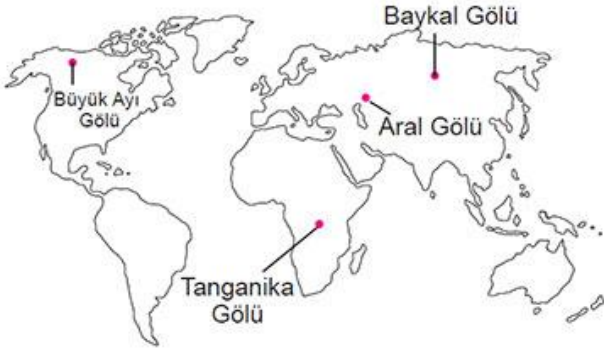 Baykal Gölü
Büyük Ayı
Gölü
Aral Gölü
Tanganika
Gölü